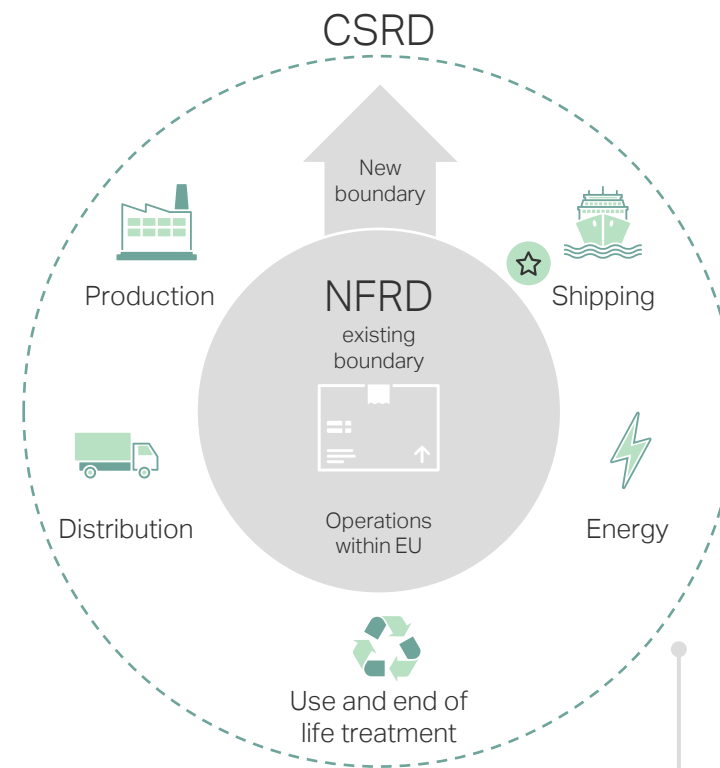 CSRD
New
boundary
Production
Shipping
NFRD
existing
boundary
Distribution
Operations
within EU
Energy
Use and end of
life treatment